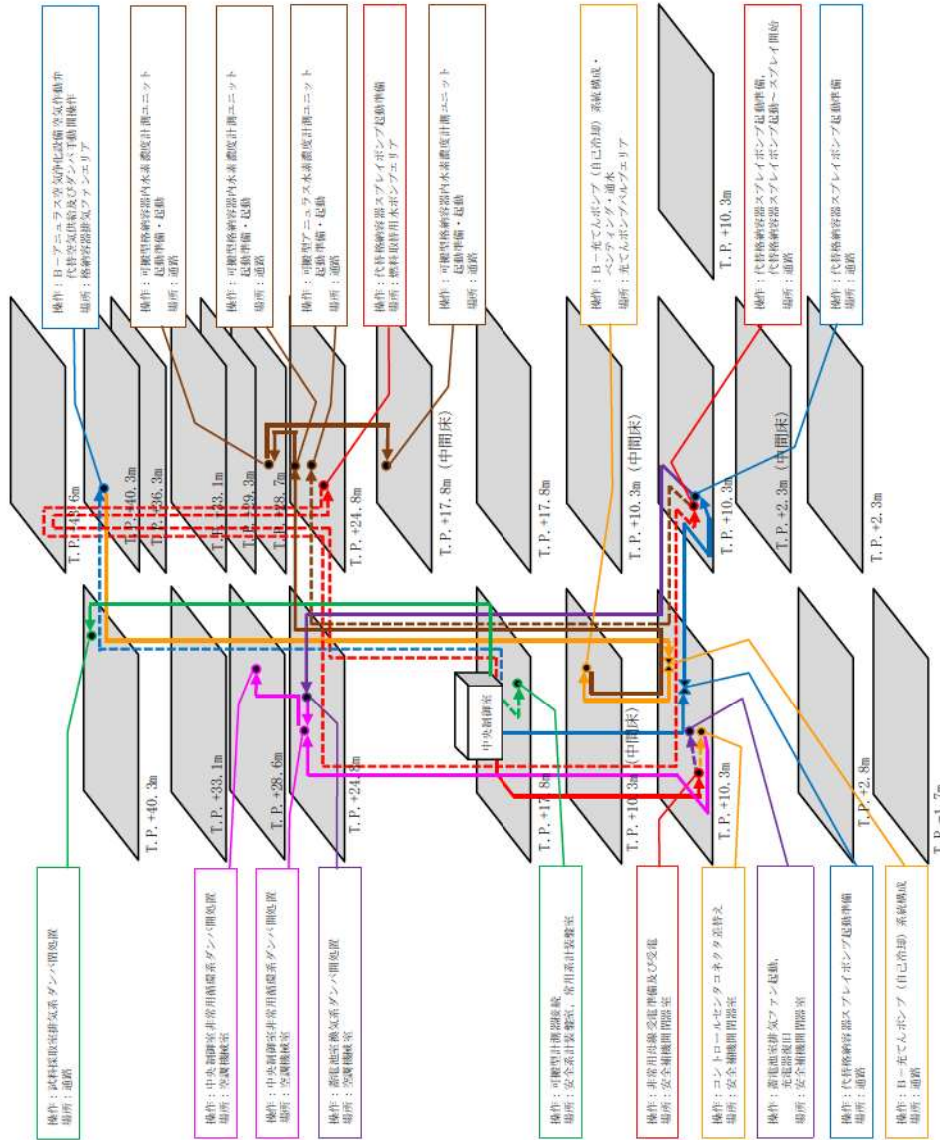 操作：B－アニュラス空気浄化設備空気作動弁
代替空気供給及びダンパ手動開操作
場所：格納容器排気ファンエリア
操作：可搬型格納容器内水素濃度計測ユニット
起動準備・起動
場所：通路
操作：可搬型格納容器内水素濃度計測ユニット
起動準備・起動
場所：通路
操作：可搬型アニュラス水素濃度計測ユニット
起動準備・起動
場所：通路
操作：代替格納容器スプレイポンプ起動準備
場所：燃料取替用水ポンプエリア
操作：可搬型格納容器内水素濃度計測ユニット
起動準備・起動
場所：通路
操作：B－充てんポンプ（自己冷却）系統構成・
ベンティング・通水
場所：充てんポンプバルブエリア
操作：代替格納容器スプレイポンプ起動準備，
代替格納容器スプレイポンプ起動～スプレイ開始
場所：通路
操作：代替格納容器スプレイポンプ起動準備
場所：通路
T.P.+43.6m
T.P.+40.3m
T.P.+36.3m
T.P.+33.1m
T.P.+29.3m
T.P.+28.7m
T.P.+24.8m
T.P.+17.8m（中間床）
T.P.+17.8m
T.P.+10.3m（中間床）
T.P.+10.3m
T.P.+2.3m（中間床）
T.P.+2.3m
T.P.+10.3m
T.P.+40.3m
T.P.+33.1m
T.P.+28.6m
T.P.+24.8m
中央制御室
T.P.+17.8m
T.P.+10.3m（中間床）
T.P.+10.3m
T.P.+2.8m
T.P.-1.7m
操作：試料採取室排気系ダンパ閉処置
場所：通路
操作：中央制御室非常用循環系ダンパ開処置
場所：空調機械室
操作：中央制御室非常用循環系ダンパ開処置
場所：空調機械室
操作：蓄電池室換気系ダンパ開処置
場所：空調機械室
操作：可搬型計測器接続
場所：安全系計装盤室，常用系計装盤室
操作：非常用母線受電準備及び受電
場所：安全補機開閉器室
操作：コントロールセンタコネクタ差替え
場所：安全補機開閉器室
操作：蓄電池室排気ファン起動，
充電器復旧
場所：安全補機開閉器室
操作：代替格納容器スプレイポンプ起動準備
場所：通路
操作：B－充てんポンプ（自己冷却）系統構成
場所：通路